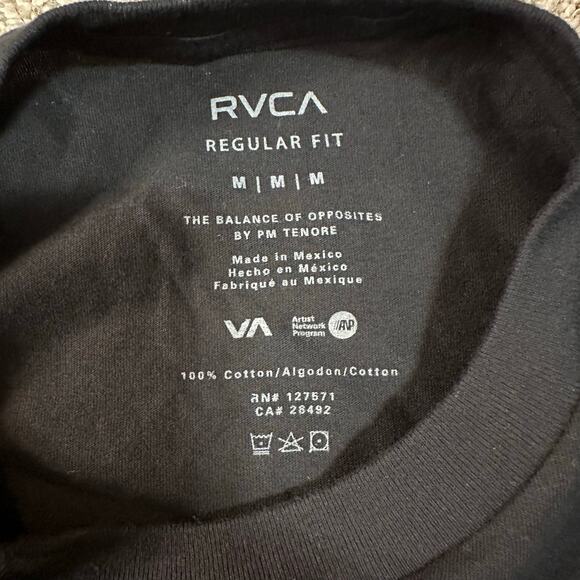 RVCA
REGULAR FIT
M | M | M
THE BALANCE OF OPPOSITES
BY PM TENORE
Made in Mexico
Hecho en México
Fabriqué au Mexique
VA
Artist
Network
Program
ANP
100% Cotton/Algodon/Cotton
RN# 127571
CA# 28492